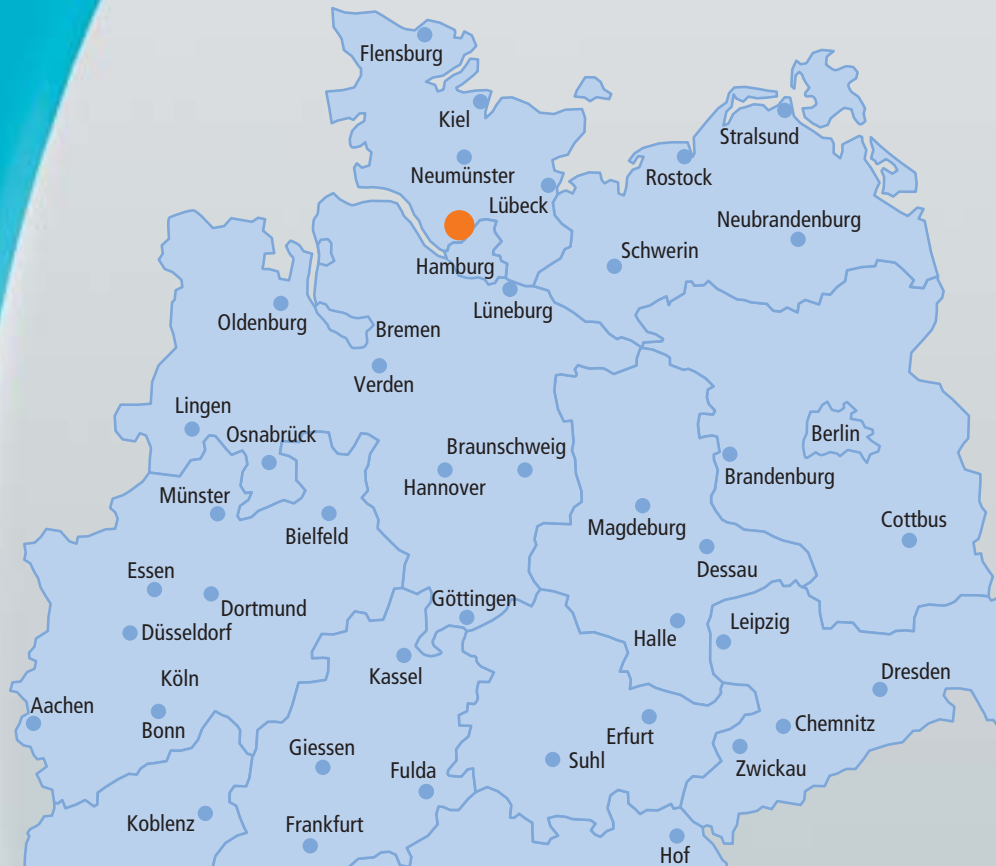 Flensburg
Kiel
Stralsund
Neumünster
Rostock
Lübeck
Neubrandenburg
Schwerin
Hamburg
Lüneburg
Oldenburg
Bremen
Verden
Lingen
Osnabrück
Berlin
Braunschweig
Brandenburg
Hannover
Münster
Cottbus
Magdeburg
Bielfeld
Essen
Dessau
Göttingen
Dortmund
Leipzig
Düsseldorf
Halle
Dresden
Kassel
Köln
Aachen
Chemnitz
Bonn
Erfurt
Giessen
Suhl
Zwickau
Fulda
Koblenz
Frankfurt
Hof